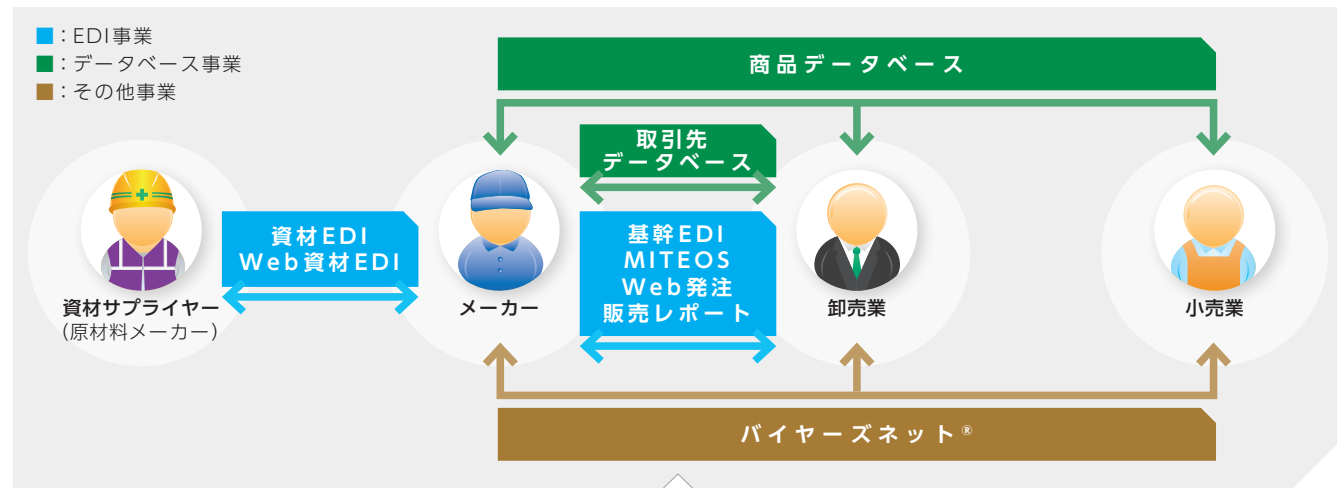 ■：EDI事業
■：データベース事業
■：その他事業
商品データベース
取引先
データベース
資材EDI
Web資材EDI
基幹EDI
MITEOS
Web発注
販売レポート
資材サプライヤー
（原材料メーカー）
メーカー
卸売業
小売業
バイヤーズネット®